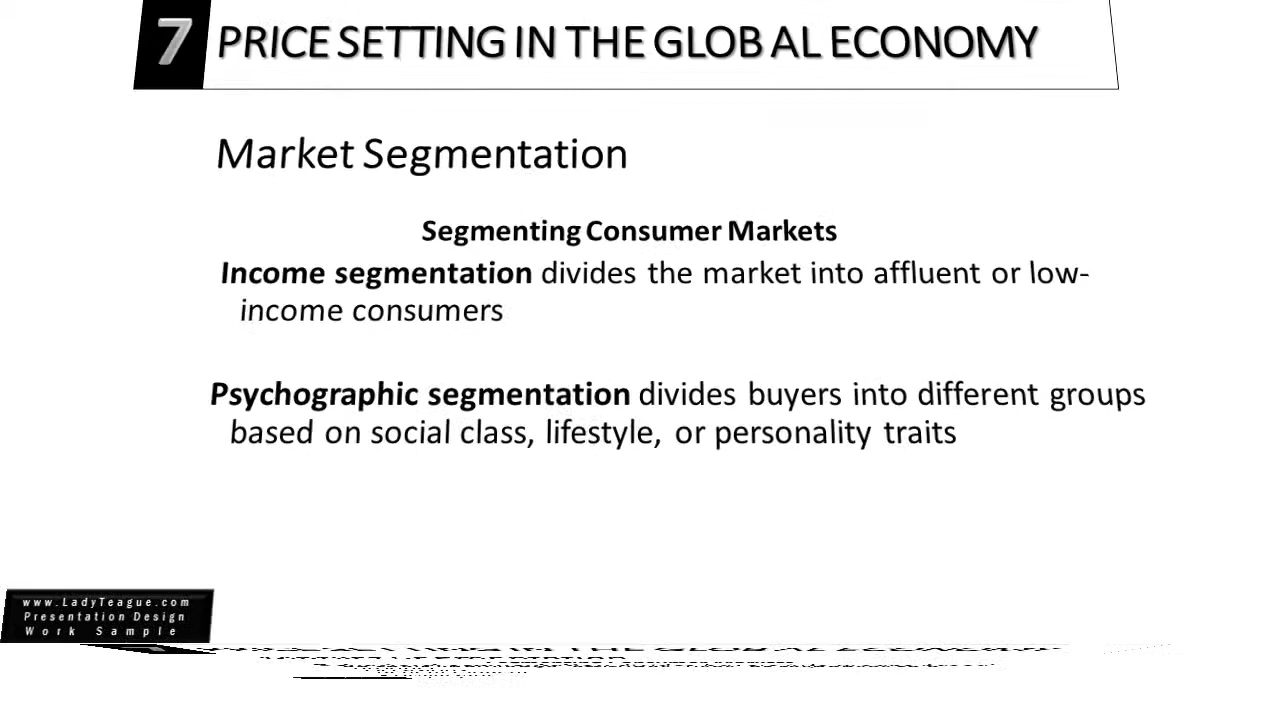 7 PRICE SETTING IN THE GLOBAL ECONOMY
Market Segmentation
Segmenting Consumer Markets
Income segmentation divides the market into affluent or low-
income consumers
Psychographic segmentation divides buyers into different groups
based on social class, lifestyle, or personality traits
www.LadyTeague.com
Presentation Design
Work Sample